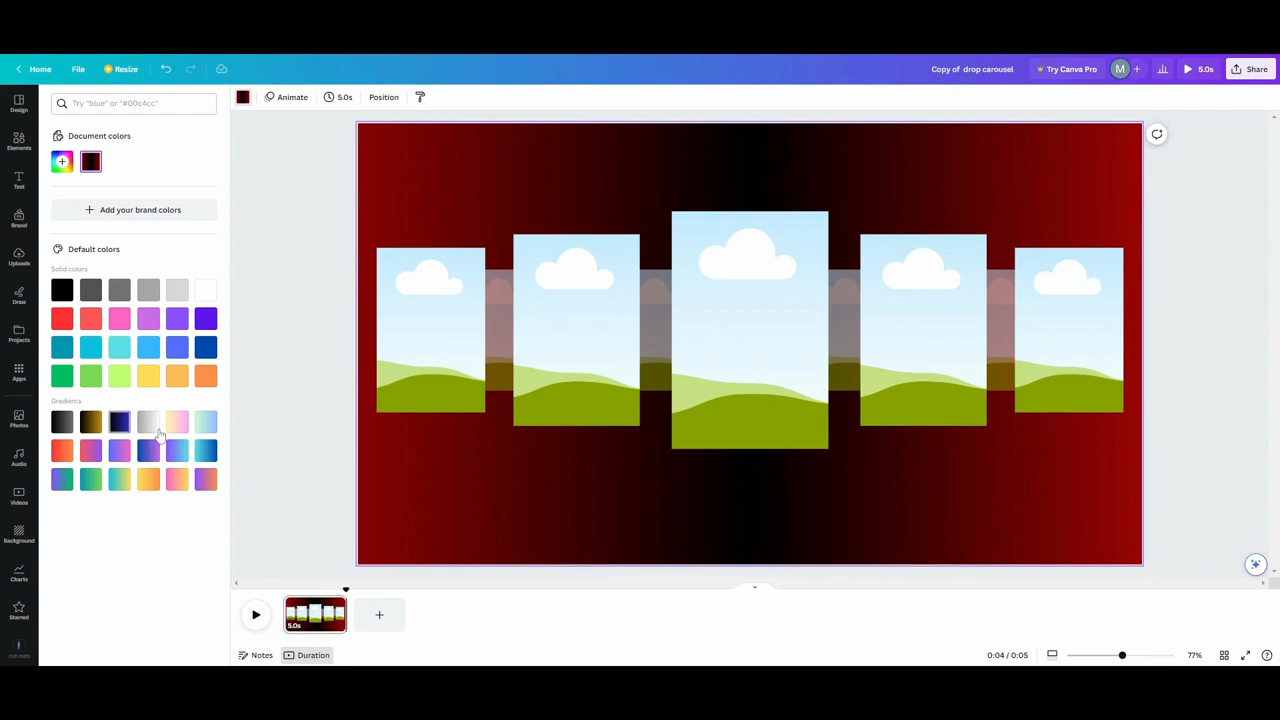 Home
File
Resize
Copy of drop carousel
Try Canva Pro
M
5.0s
Share
Try "blue" or "#00c4cc"
Animate
5.0s
Position
Design
Elements
Text
Brand
Uploads
Draw
Projects
Apps
Photos
Audio
Videos
Background
Charts
Starred
Document colors
Add your brand colors
Default colors
Solid colors
Gradients
5.0s
Notes
Duration
0:04 / 0:05
77%